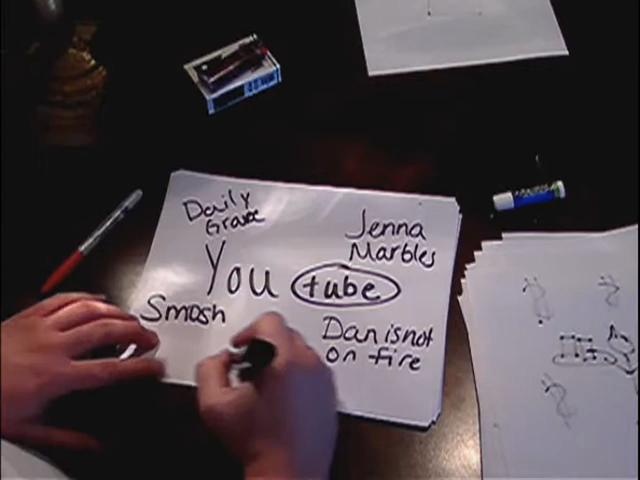 Daily
Grace
Jenna
Marbles
You tube
Smosh
Dan is not
on fire